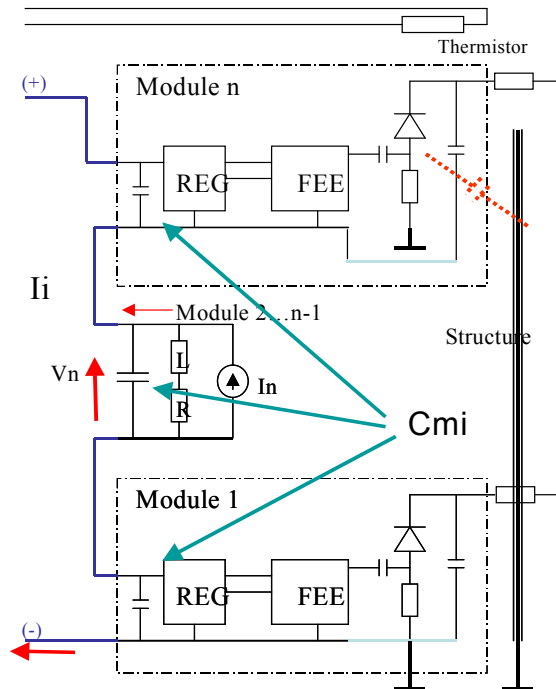 Thermistor
(+)
Module n
REG
FEE
Ii
Module 2…n-1
Structure
L
Vn
In
R
Cmi
Module 1
REG
FEE
(-)